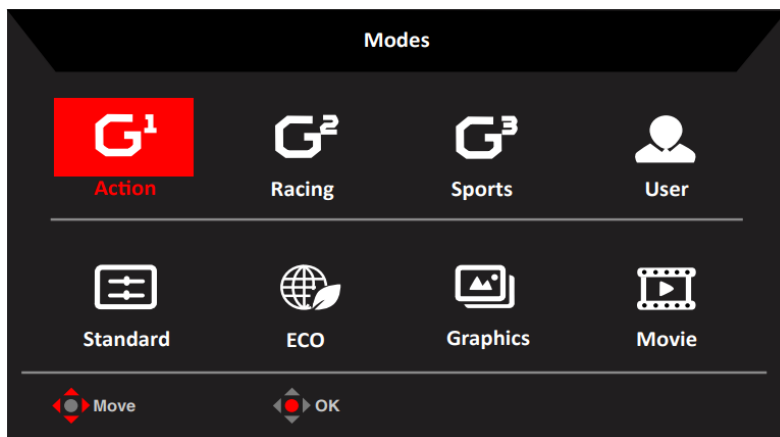 Modes
G¹ G² G³
Action Racing Sports User
Standard ECO Graphics Movie
Move OK